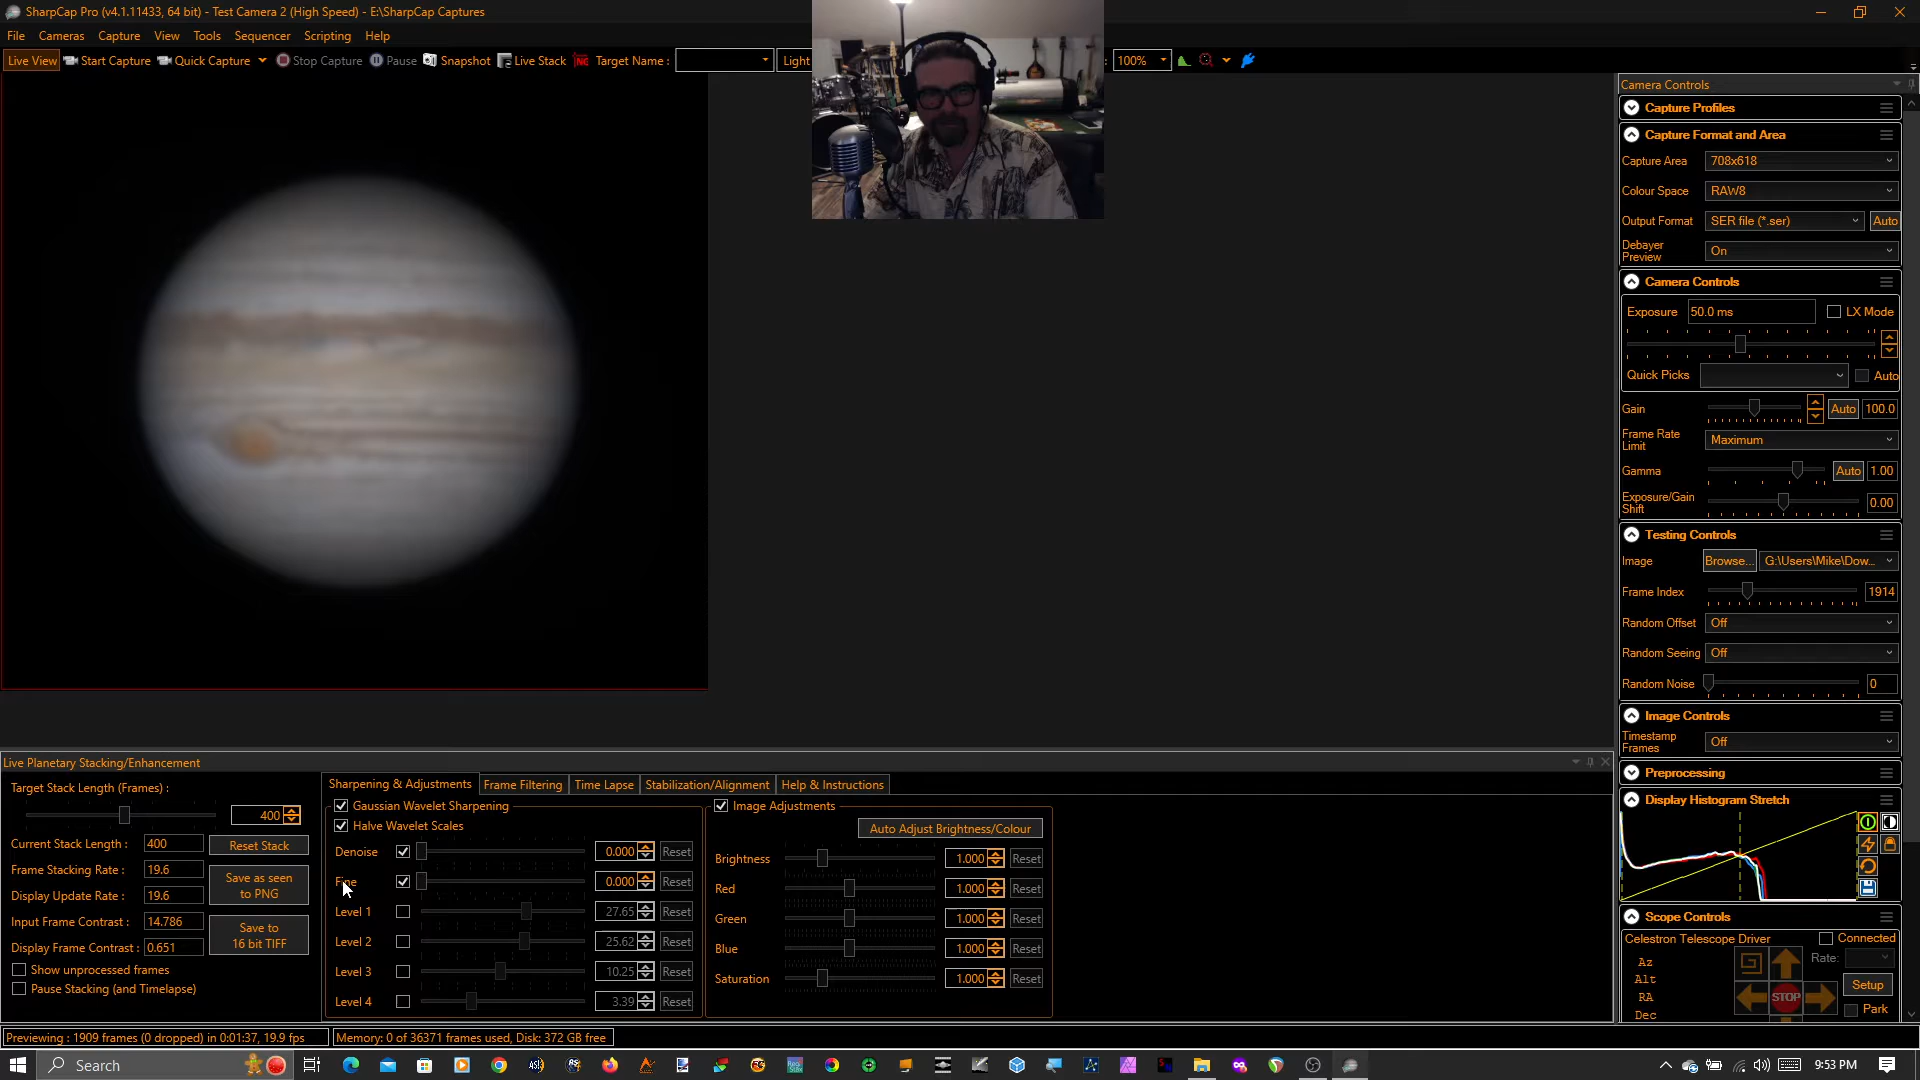 SharpCap Pro (v4.1.11433, 64 bit) - Test Camera 2 (High Speed) - E:\SharpCap Captures
File Cameras Capture View Tools Sequencer Scripting Help
Live View Start Capture Quick Capture Stop Capture Pause Snapshot Live Stack Target Name : Light : 100%
Camera Controls
Capture Profiles
Capture Format and Area
Capture Area 708x618
Colour Space RAW8
Output Format SER file (*.ser) Auto
Debayer Preview On
Camera Controls
Exposure 50.0 ms LX Mode
Quick Picks Auto
Gain Auto 100.0
Frame Rate Limit Maximum
Gamma Auto 1.00
Exposure/Gain Shift 0.00
Testing Controls
Image Browse... G:\Users\Mike\Dow...
Frame Index 1914
Random Offset Off
Random Seeing Off
Random Noise 0
Image Controls
Timestamp Frames Off
Preprocessing
Display Histogram Stretch
Scope Controls
Celestron Telescope Driver Connected
Az Rate:
Alt Setup
RA STOP
Dec Park
Live Planetary Stacking/Enhancement
Target Stack Length (Frames) :
400
Current Stack Length : 400 Reset Stack
Frame Stacking Rate : 19.6
Display Update Rate : 19.6 Save as seen to PNG
Input Frame Contrast : 14.786
Display Frame Contrast : 0.651 Save to 16 bit TIFF
Show unprocessed frames
Pause Stacking (and Timelapse)
Sharpening & Adjustments Frame Filtering Time Lapse Stabilization/Alignment Help & Instructions
Gaussian Wavelet Sharpening
Halve Wavelet Scales
Denoise 0.000 Reset
Fine 0.000 Reset
Level 1 27.65 Reset
Level 2 25.62 Reset
Level 3 10.25 Reset
Level 4 3.39 Reset
Image Adjustments
Auto Adjust Brightness/Colour
Brightness 1.000 Reset
Red 1.000 Reset
Green 1.000 Reset
Blue 1.000 Reset
Saturation 1.000 Reset
Previewing : 1909 frames (0 dropped) in 0:01:37, 19.9 fps Memory: 0 of 36371 frames used, Disk: 372 GB free
Search 9:53 PM